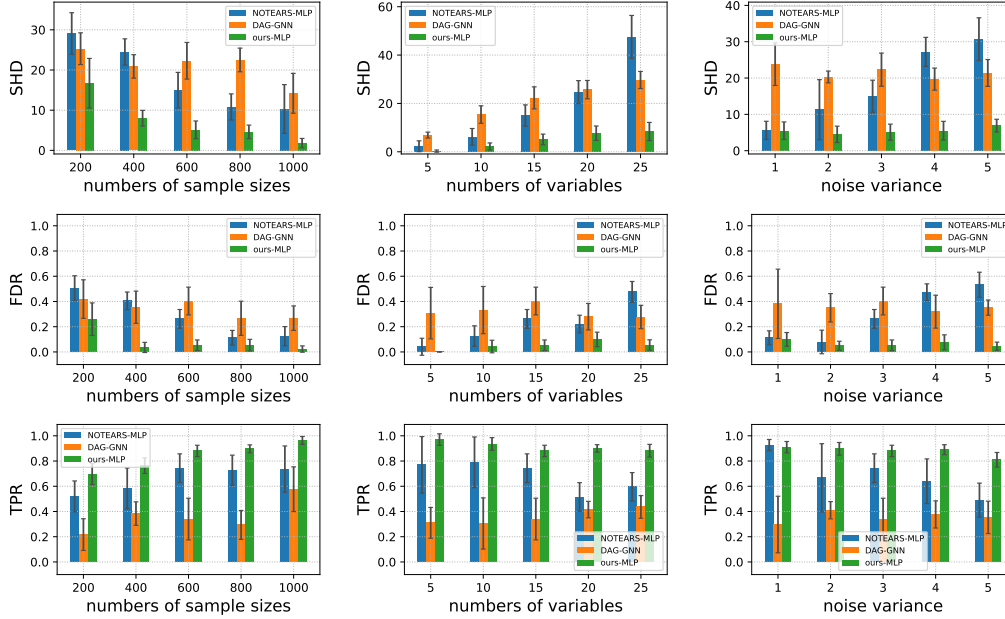 SHD
30
20
10
0
NOTEARS-MLP
DAG-GNN
ours-MLP
200 400 600 800 1000
numbers of sample sizes
SHD
60
40
20
0
NOTEARS-MLP
DAG-GNN
ours-MLP
5 10 15 20 25
numbers of variables
SHD
40
30
20
10
0
NOTEARS-MLP
DAG-GNN
ours-MLP
1 2 3 4 5
noise variance
FDR
1.0
0.8
0.6
0.4
0.2
0.0
NOTEARS-MLP
DAG-GNN
ours-MLP
200 400 600 800 1000
numbers of sample sizes
FDR
1.0
0.8
0.6
0.4
0.2
0.0
NOTEARS-MLP
DAG-GNN
ours-MLP
5 10 15 20 25
numbers of variables
FDR
1.0
0.8
0.6
0.4
0.2
0.0
NOTEARS-MLP
DAG-GNN
ours-MLP
1 2 3 4 5
noise variance
TPR
1.0
0.8
0.6
0.4
0.2
0.0
NOTEARS-MLP
DAG-GNN
ours-MLP
200 400 600 800 1000
numbers of sample sizes
TPR
1.0
0.8
0.6
0.4
0.2
0.0
NOTEARS-MLP
DAG-GNN
ours-MLP
5 10 15 20 25
numbers of variables
TPR
1.0
0.8
0.6
0.4
0.2
0.0
NOTEARS-MLP
DAG-GNN
ours-MLP
1 2 3 4 5
noise variance